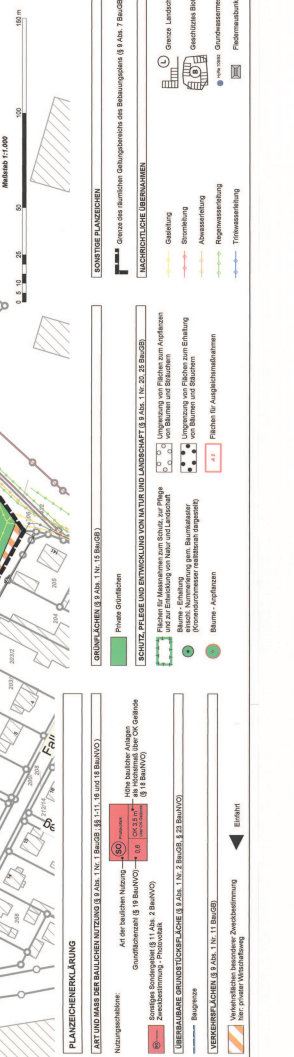 Maßstab 1:1.000
0 5 10 25 50 100 150 m
PLANZEICHENERKLÄRUNG
ART UND MASS DER BAULICHEN NUTZUNG (§ 9 Abs. 1 Nr. 1 BauGB ; §§ 1-11, 16 und 18 BauNVO )
Nutzungsschablone:
Art der baulichen Nutzung
Grundflächenzahl (§ 19 BauNVO)
SO
0,6
OK 3,5 m
Höhe baulicher Anlagen
als Höchstmaß über OK Gelände
(§ 18 BauNVO)
SO
Sonstiges Sondergebiet (§ 11 Abs. 2 BauNVO)
Zweckbestimmung - Photovoltaik
ÜBERBAUBARE GRUNDSTÜCKSFLÄCHE (§ 9 Abs. 1 Nr. 2 BauGB, § 23 BauNVO)
Baugrenze
VERKEHRSFLÄCHEN (§ 9 Abs. 1 Nr. 11 BauGB)
Verkehrsflächen besonderer Zweckbestimmung
hier: privater Wirtschaftsweg
Einfahrt
GRÜNFLÄCHEN (§ 9 Abs. 1 Nr. 15 BauGB )
Private Grünflächen
SCHUTZ, PFLEGE UND ENTWICKLUNG VON NATUR UND LANDSCHAFT (§ 9 Abs. 1 Nr. 20, 25 BauGB)
Flächen für Massnahmen zum Schutz, zur Pflege
und zur Entwicklung von Natur und Landschaft
Bäume - Erhaltung
einschl. Nummerierung gem. Baumkataster
(Kronendurchmesser realitätsnah dargestellt)
Bäume - Anpflanzen
Umgrenzung von Flächen zum Anpflanzen
von Bäumen und Sträuchern
Umgrenzung von Flächen zum Erhaltung
von Bäumen und Sträuchern
Flächen für Ausgleichsmaßnahmen
SONSTIGE PLANZEICHEN
Grenze des räumlichen Geltungsbereichs des Bebauungsplans (§ 9 Abs. 7 BauGB
NACHRICHTLICHE ÜBERNAHMEN
Gasleitung
Stromleitung
Abwasserleitung
Regenwasserleitung
Trinkwasserleitung
L
Grenze Landsch
B
Geschütztes Biot
Grundwassermes
Fledermausbunk